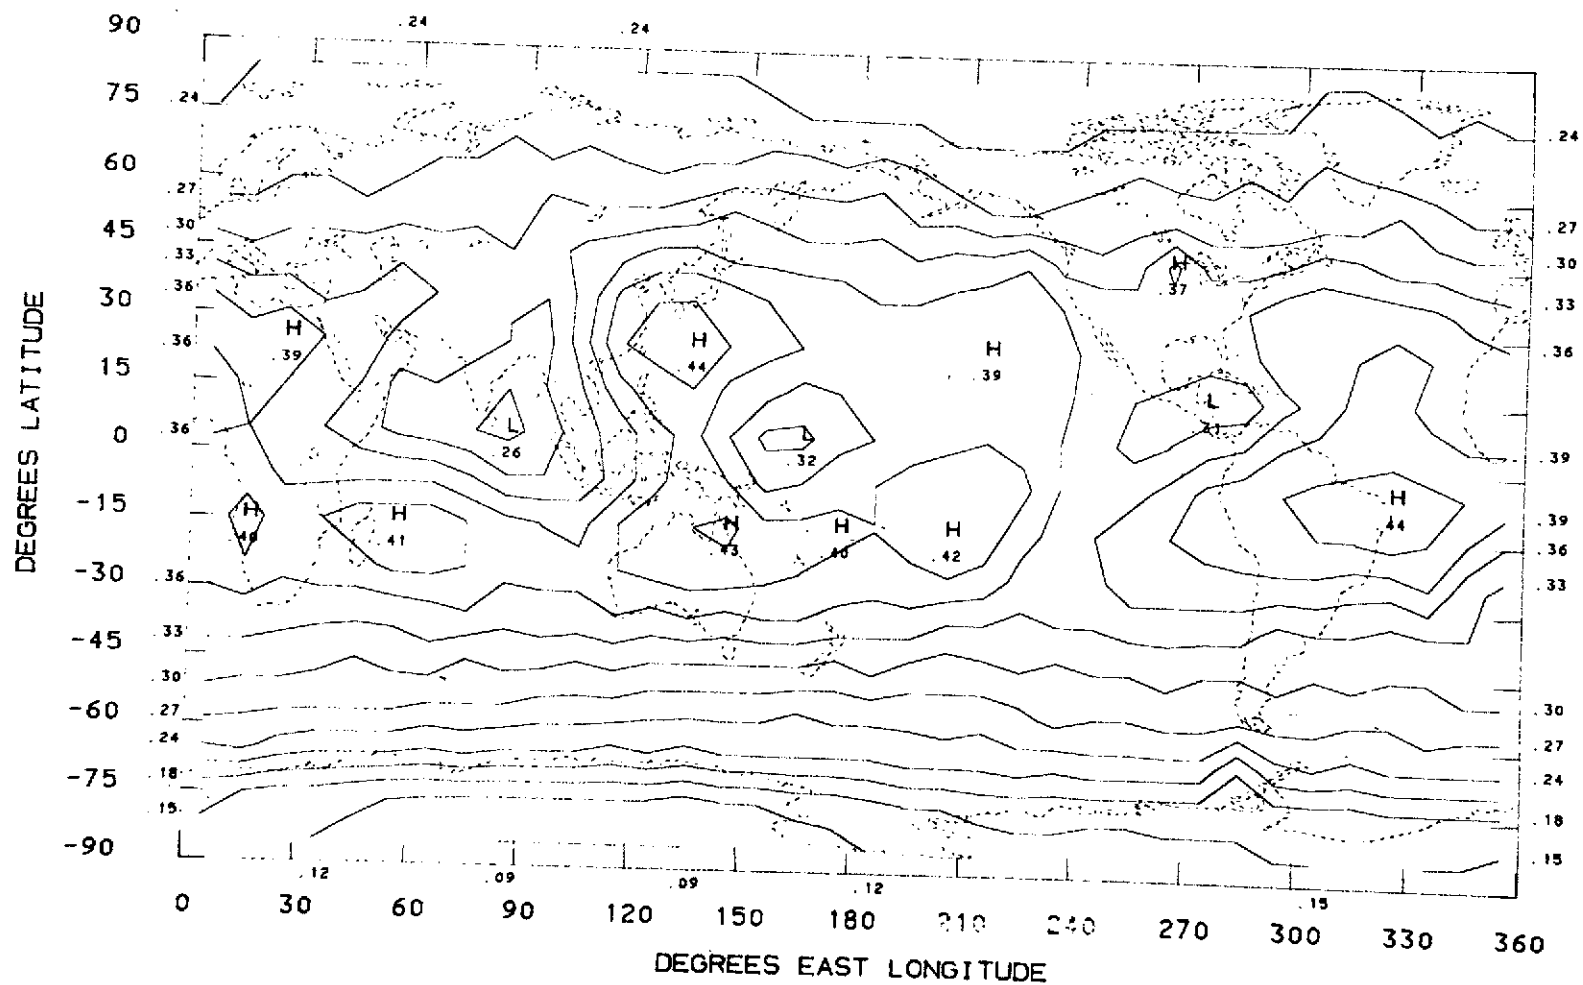 .24 .24
90
75 .24
60 .24
.27
45 .30 .27
.33 .30
30 .36 H .37 .33
H .39 .36 H .44 H .39 .36
15
L L
0 .36 .26 L .32 .39
-15
H .40 H .41 H .43 H .40 H .42 H .44 .39
.36
-30 .36 .33
-45 .33
.30 .30
-60 .27
.24 .27
-75 .18 .24
.15 .18
-90 .15
.12 .09 .09 .12 .15
0 30 60 90 120 150 180 210 240 270 300 330 360
DEGREES LATITUDE
DEGREES EAST LONGITUDE